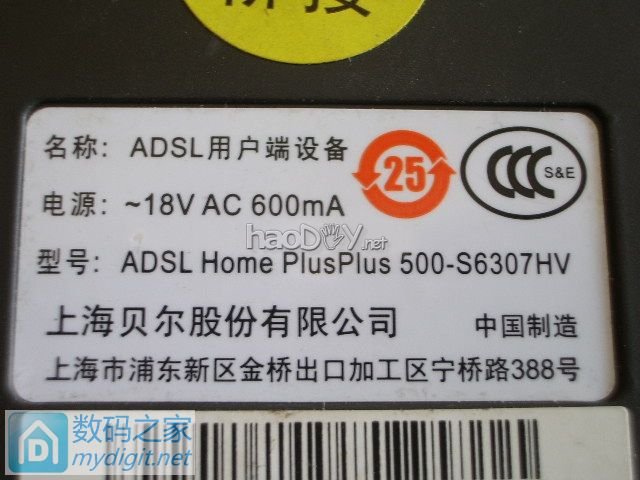 桥接
名称: ADSL用户端设备
25
CCC S&E
电源: ~18V AC 600mA
haoDIY.net
型号: ADSL Home PlusPlus 500-S6307HV
上海贝尔股份有限公司 中国制造
上海市浦东新区金桥出口加工区宁桥路388号
数码之家
mydigit.net